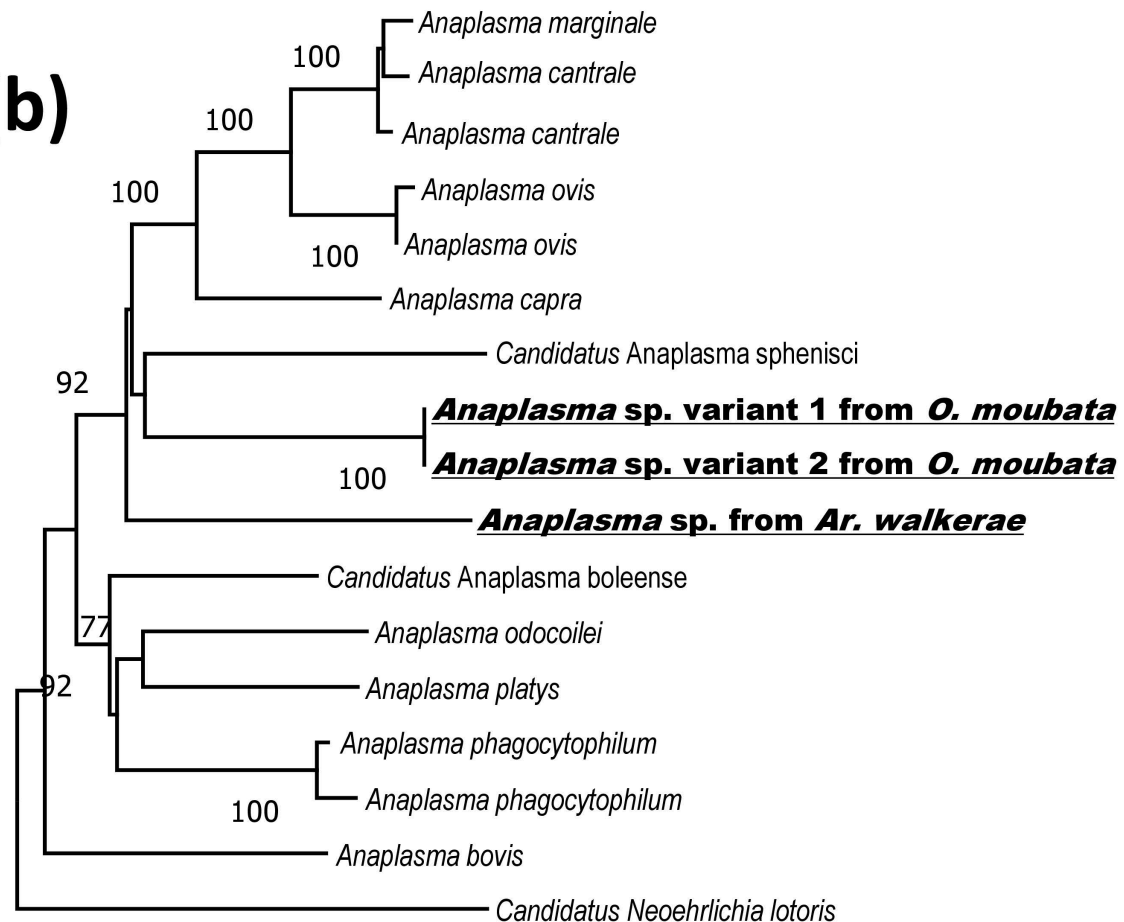 b)
100
Anaplasma marginale
Anaplasma cantrale
Anaplasma cantrale
100
Anaplasma ovis
100
Anaplasma ovis
100
Anaplasma capra
Candidatus Anaplasma sphenisci
92
Anaplasma sp. variant 1 from O. moubata
Anaplasma sp. variant 2 from O. moubata
100
Anaplasma sp. from Ar. walkerae
Candidatus Anaplasma boleense
77
Anaplasma odocoilei
92
Anaplasma platys
Anaplasma phagocytophilum
Anaplasma phagocytophilum
100
Anaplasma bovis
Candidatus Neoehrlichia lotoris